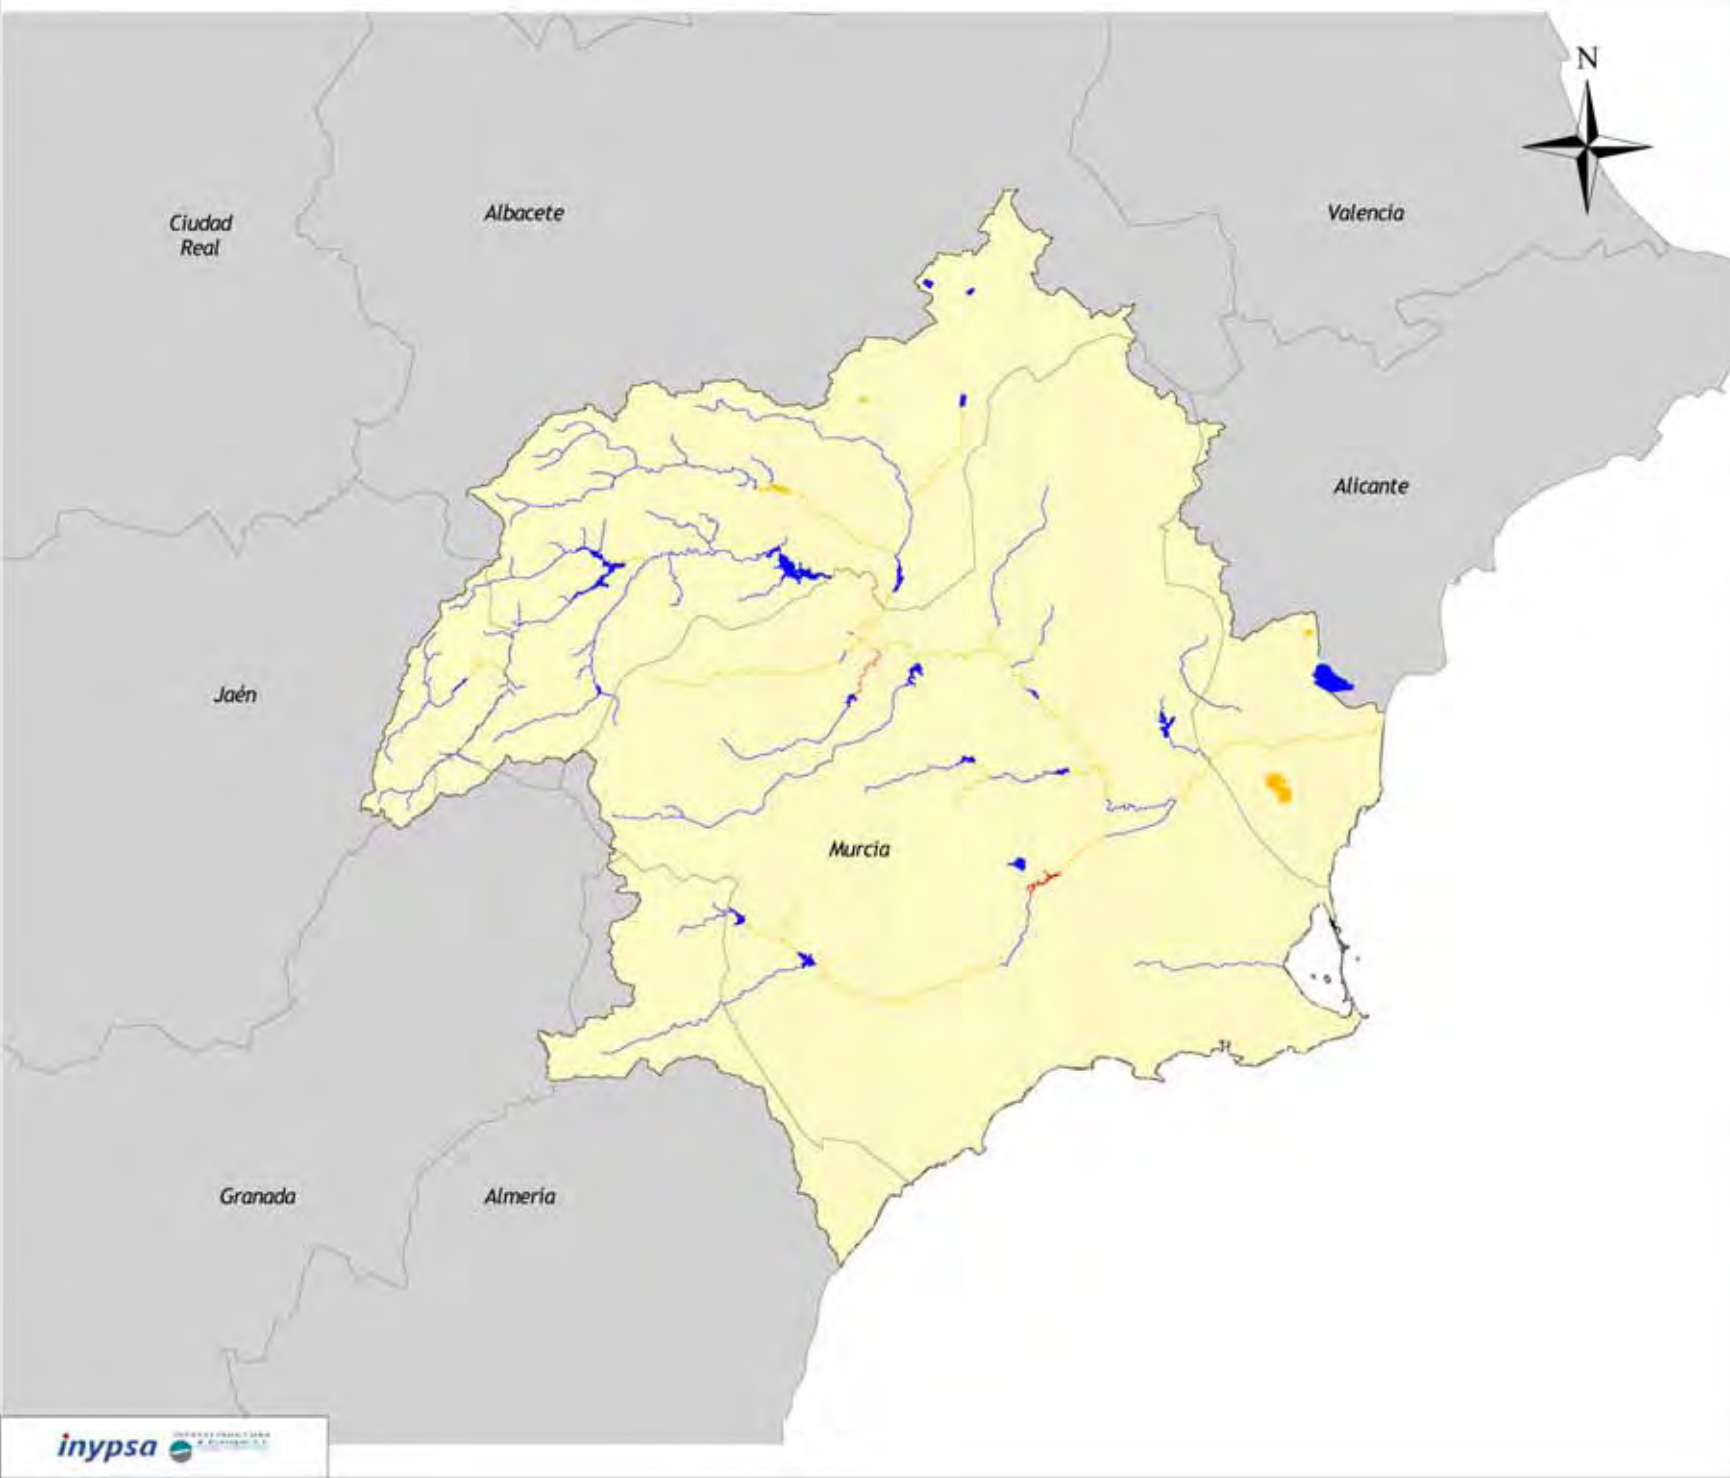 N
Ciudad
Real
Albacete
Valencia
Alicante
Jaén
Murcia
Granada
Almería
inypsa